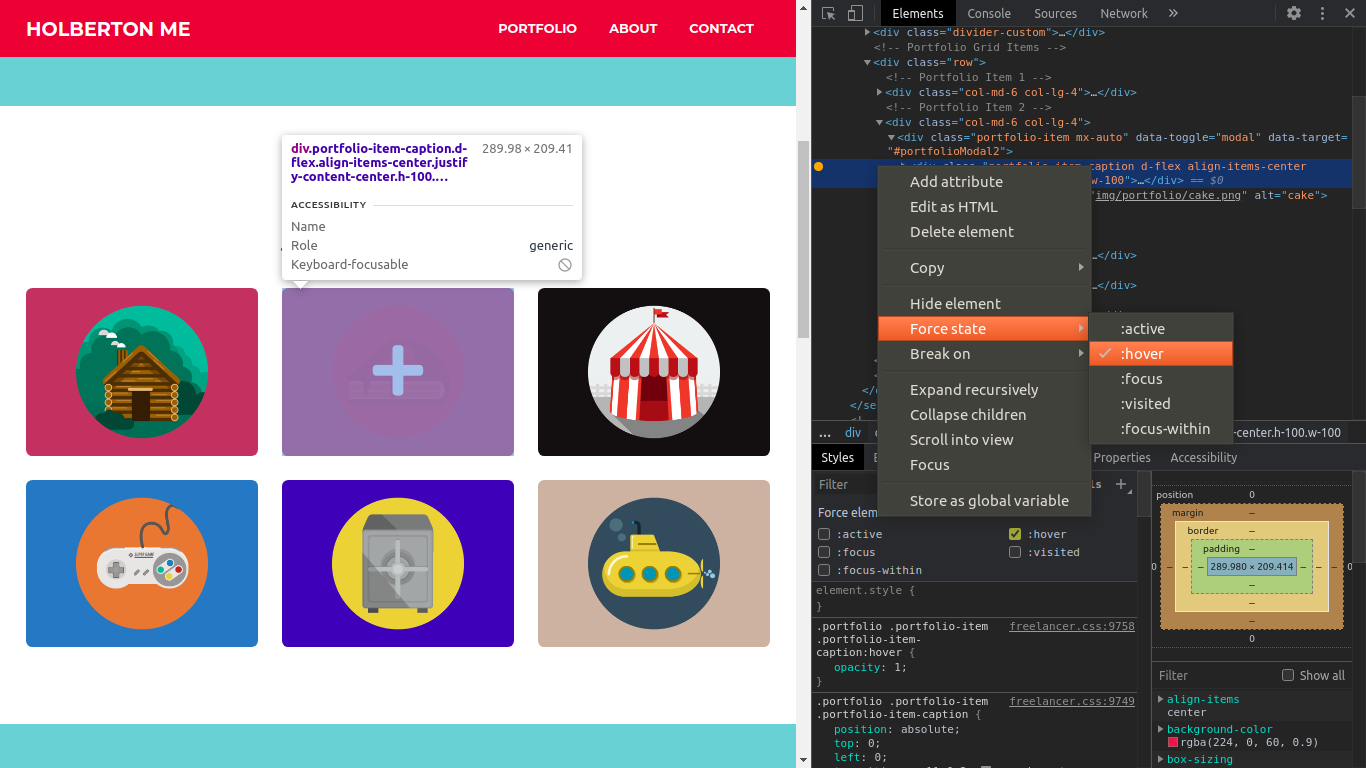 HOLBERTON ME
PORTFOLIO
ABOUT
CONTACT
div.portfolio-item-caption.d-
flex.align-items-center.justif
y-content-center.h-100....
289.98 × 209.41
ACCESSIBILITY
Name
Role
generic
Keyboard-focusable
SUPER GAME
Elements
Console
Sources
Network
»
<div class="divider-custom">…</div>
<!-- Portfolio Grid Items -->
<div class="row">
<!-- Portfolio Item 1 -->
<div class="col-md-6 col-lg-4">…</div>
<!-- Portfolio Item 2 -->
<div class="col-md-6 col-lg-4">
<div class="portfolio-item mx-auto" data-toggle="modal" data-target=
"#portfolioModal2">
<div class="portfolio-item-caption d-flex align-items-center
w-100">…</div> == $0
"img/portfolio/cake.png" alt="cake">
…</div>
…</div>
</se
Add attribute
Edit as HTML
Delete element
Copy
Hide element
Force state
Break on
Expand recursively
Collapse children
Scroll into view
Focus
Store as global variable
:active
:hover
:focus
:visited
:focus-within
...
div
-center.h-100.w-100
Styles
Properties
Accessibility
Filter
ls
+
Force elem
:active
:hover
:focus
:visited
:focus-within
element.style {
}
.portfolio .portfolio-item
freelancer.css:9758
.portfolio-item-
caption:hover {
opacity: 1;
}
.portfolio .portfolio-item
freelancer.css:9749
.portfolio-item-caption {
position: absolute;
top: 0;
left: 0;
position
0
margin
–
border
–
padding
–
0
–
–
–
289.980 × 209.414
–
–
–
0
–
–
–
0
Filter
Show all
align-items
center
background-color
rgba(224, 0, 60, 0.9)
box-sizing